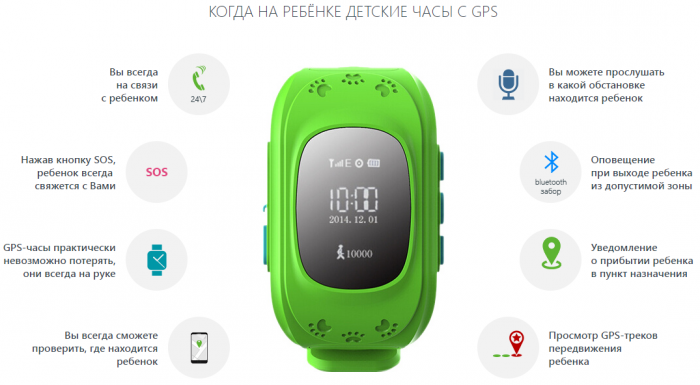 КОГДА НА РЕБЁНКЕ ДЕТСКИЕ ЧАСЫ С GPS
Вы всегда
на связи
с ребенком
24\7
Нажав кнопку SOS,
ребенок всегда
свяжется с Вами
SOS
GPS-часы практически
невозможно потерять,
они всегда на руке
Вы всегда сможете
проверить, где находится
ребенок
E
10:00
2014.12.01
10000
Вы можете прослушать
в какой обстановке
находится ребенок
bluetooth
забор
Оповещение
при выходе ребенка
из допустимой зоны
Уведомление
о прибытии ребенка
в пункт назначения
Просмотр GPS-треков
передвижения
ребенка